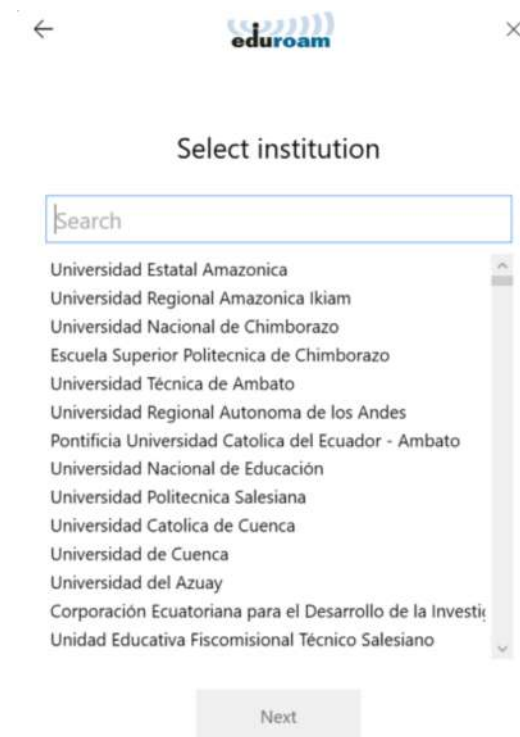 eduroam
Select institution
Search
Universidad Estatal Amazonica
Universidad Regional Amazonica Ikiam
Universidad Nacional de Chimborazo
Escuela Superior Politecnica de Chimborazo
Universidad Técnica de Ambato
Universidad Regional Autonoma de los Andes
Pontificia Universidad Catolica del Ecuador - Ambato
Universidad Nacional de Educación
Universidad Politecnica Salesiana
Universidad Catolica de Cuenca
Universidad de Cuenca
Universidad del Azuay
Corporación Ecuatoriana para el Desarrollo de la
Unidad Educativa Fiscomisional Técnico Salesiano
Next